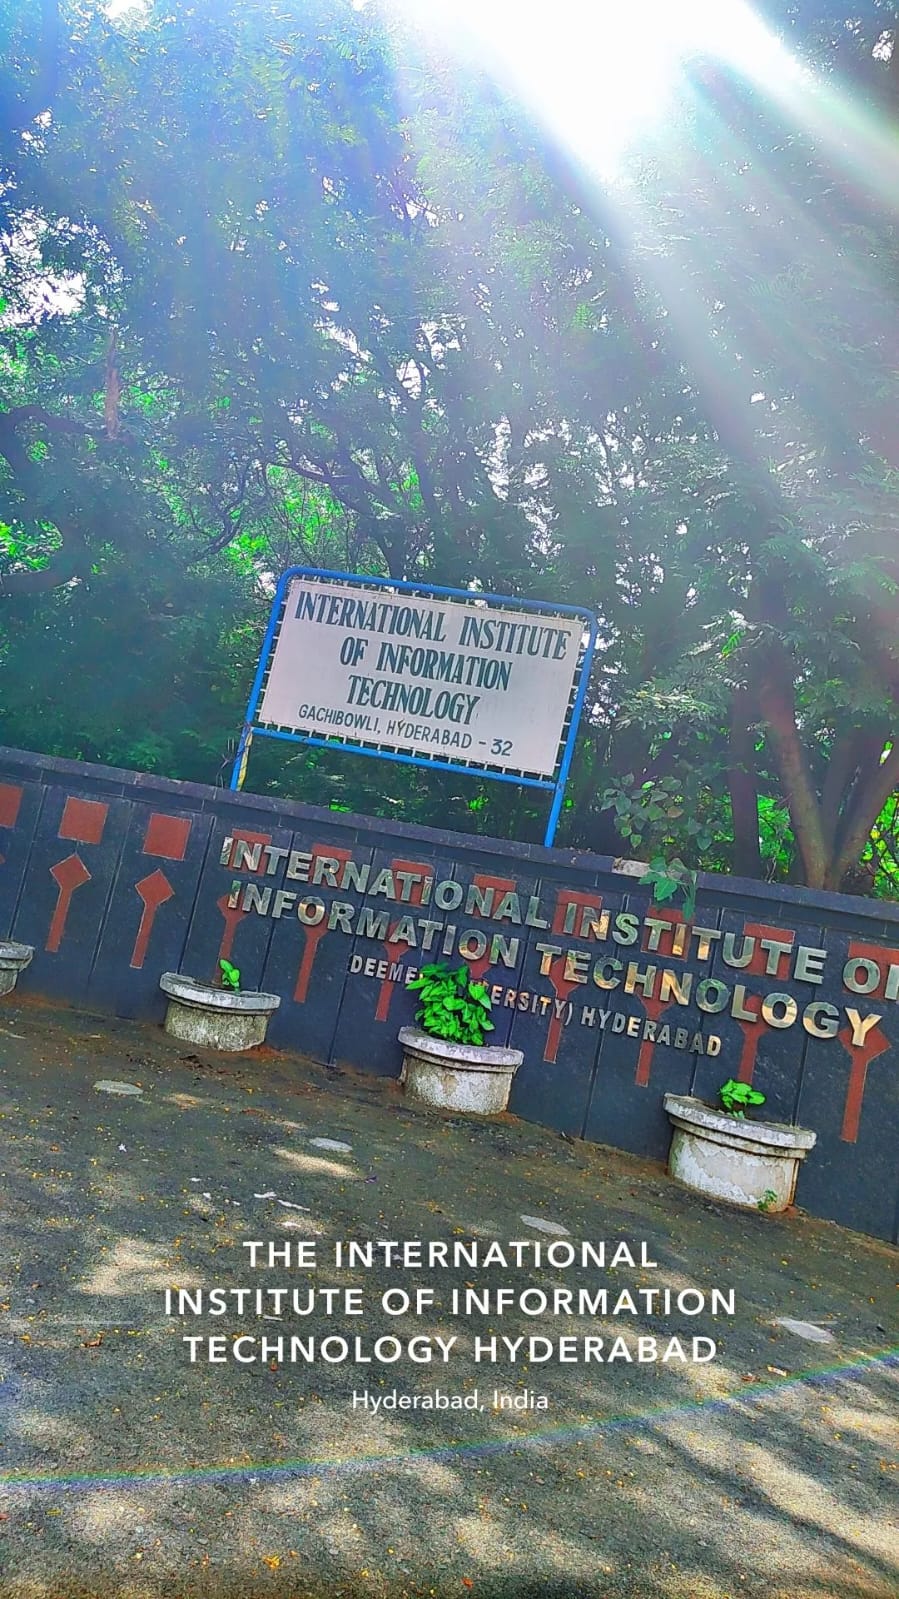 INTERNATIONAL INSTITUTE
OF INFORMATION
TECHNOLOGY
GACHIBOWLI, HYDERABAD - 32
INTERNATIONAL INSTITUTE
INFORMATION TECHNOLOGY
HYDERABAD
THE INTERNATIONAL
INSTITUTE OF INFORMATION
TECHNOLOGY HYDERABAD
Hyderabad, India